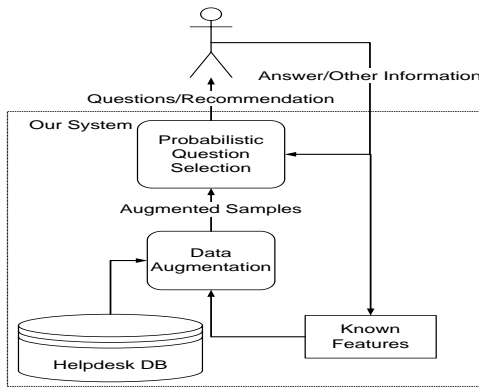 Answer/Other Information
Questions/Recommendation
Our System
Probabilistic
Question
Selection
Augmented Samples
Data
Augmentation
Helpdesk DB
Known
Features